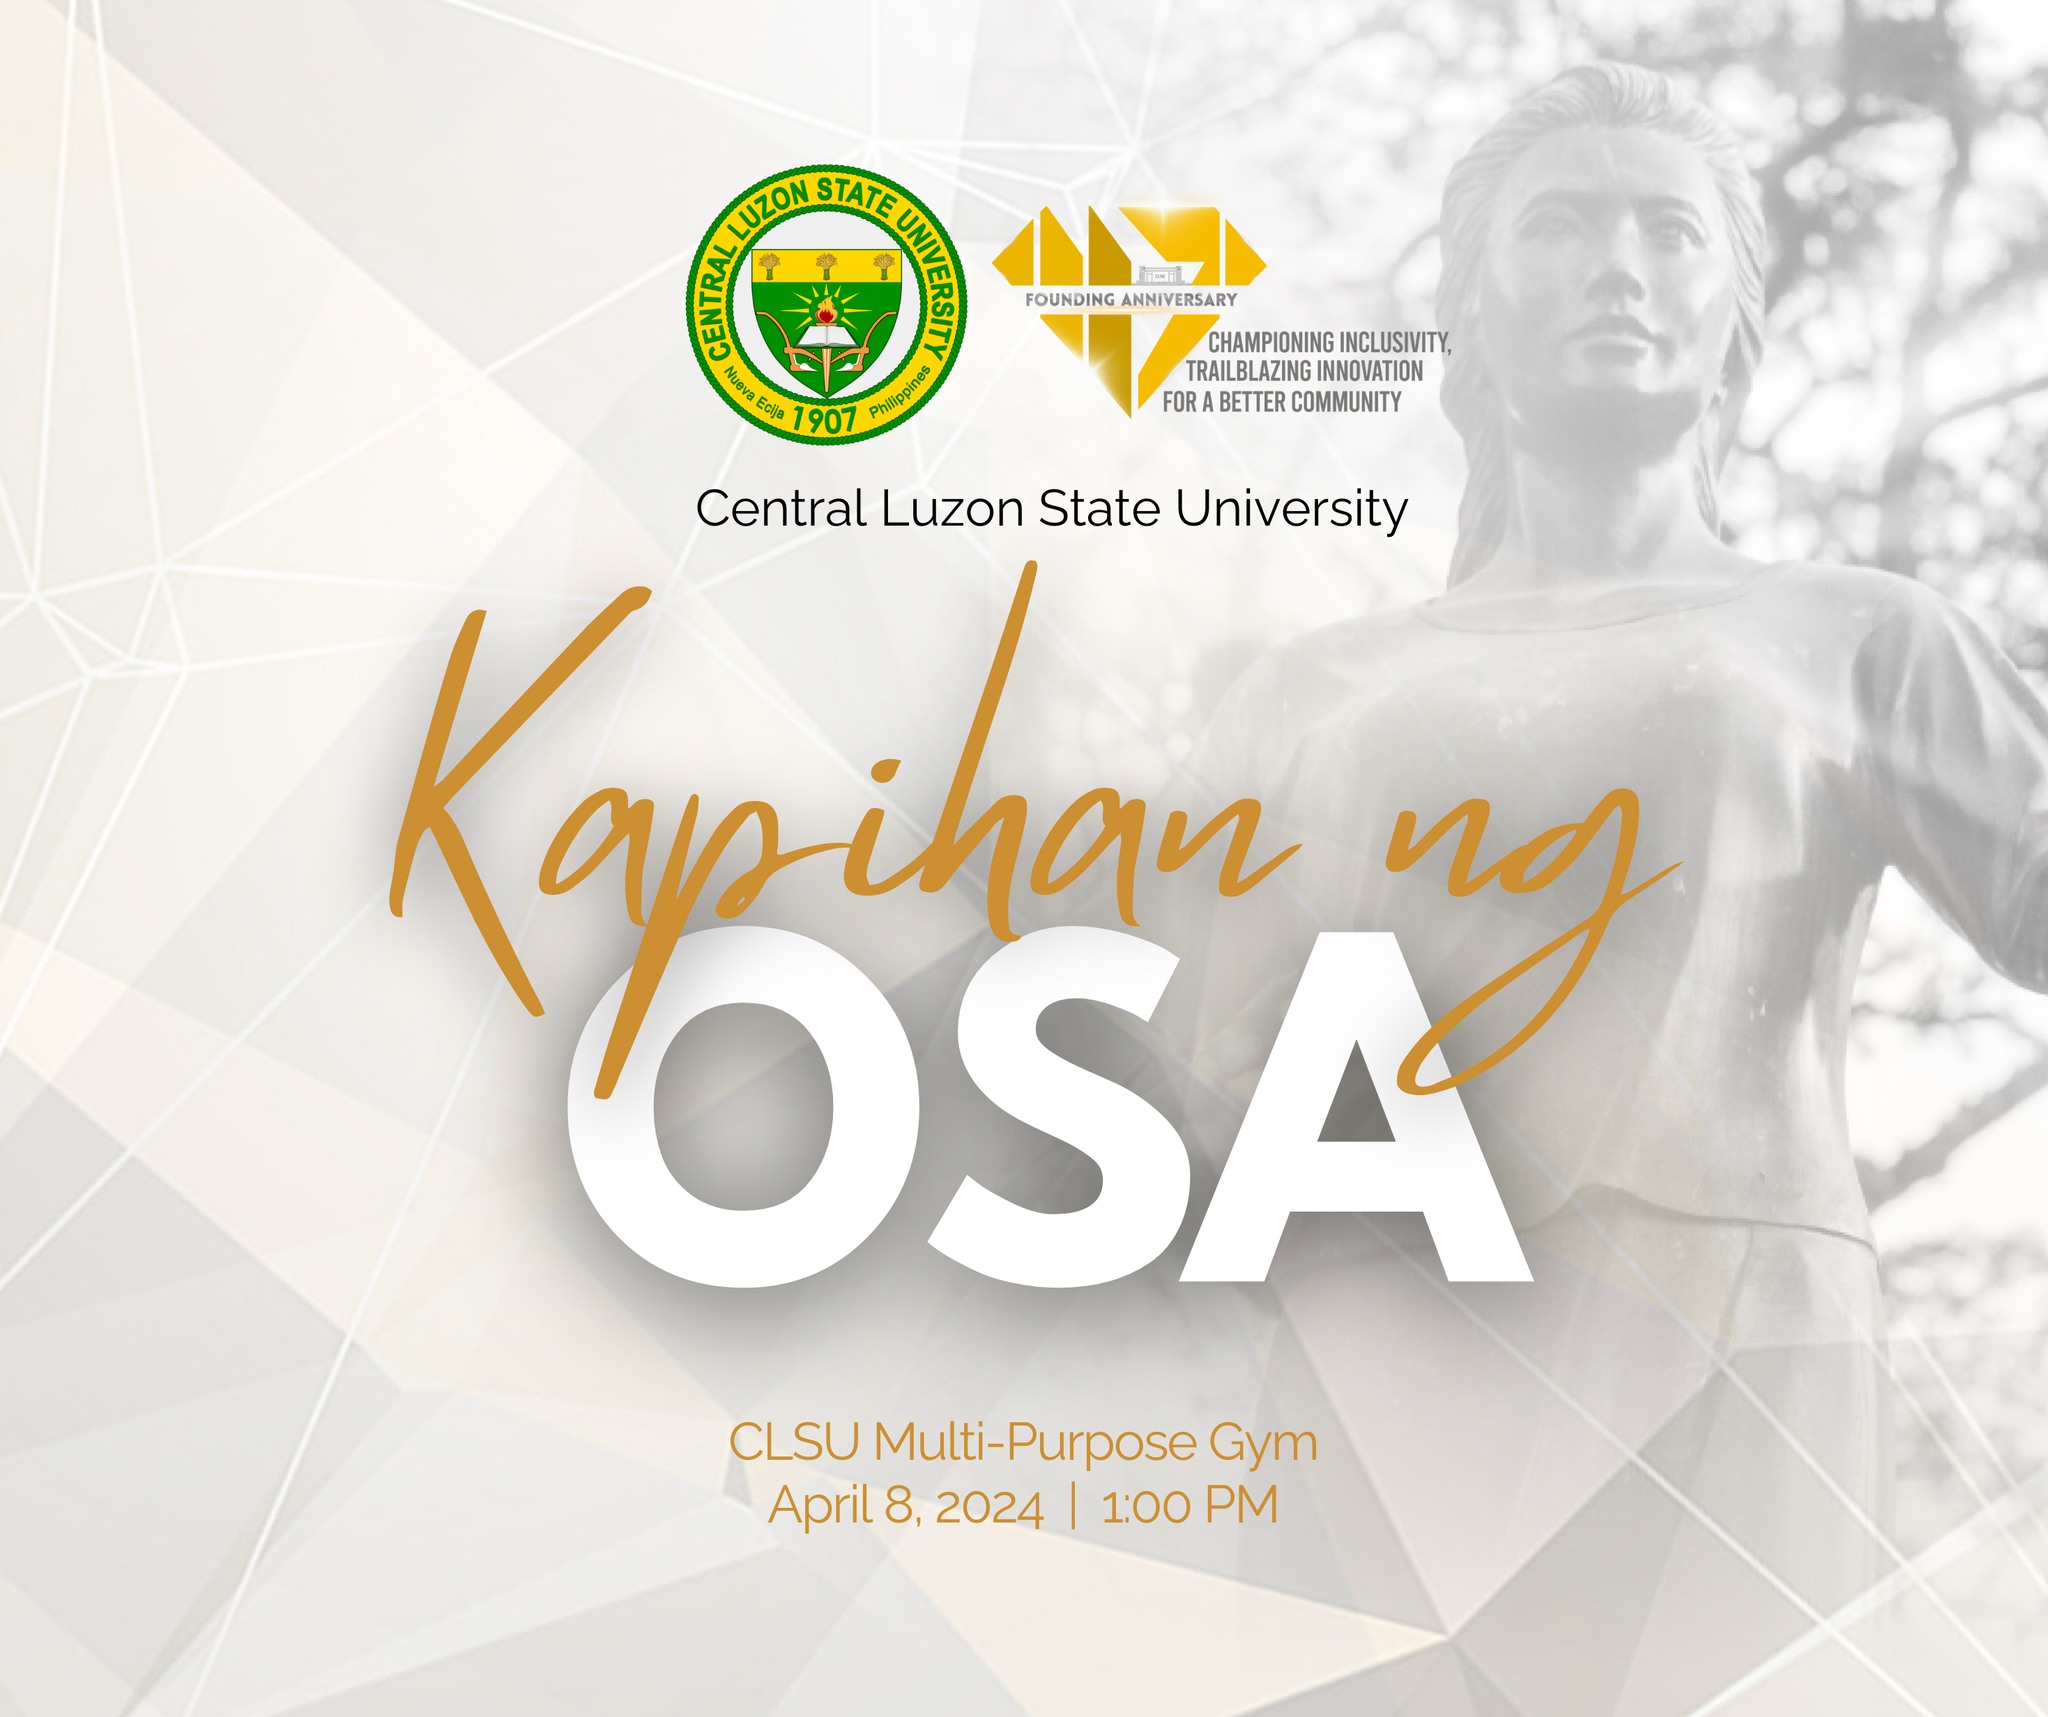 CENTRAL LUZON STATE UNIVERSITY
Nueva Ecija 1907 Philippines
117
FOUNDING ANNIVERSARY
CHAMPIONING INCLUSIVITY,
TRAILBLAZING INNOVATION
FOR A BETTER COMMUNITY
Central Luzon State University
Kapihan ng
OSA
CLSU Multi-Purpose Gym
April 8, 2024 | 1:00 PM